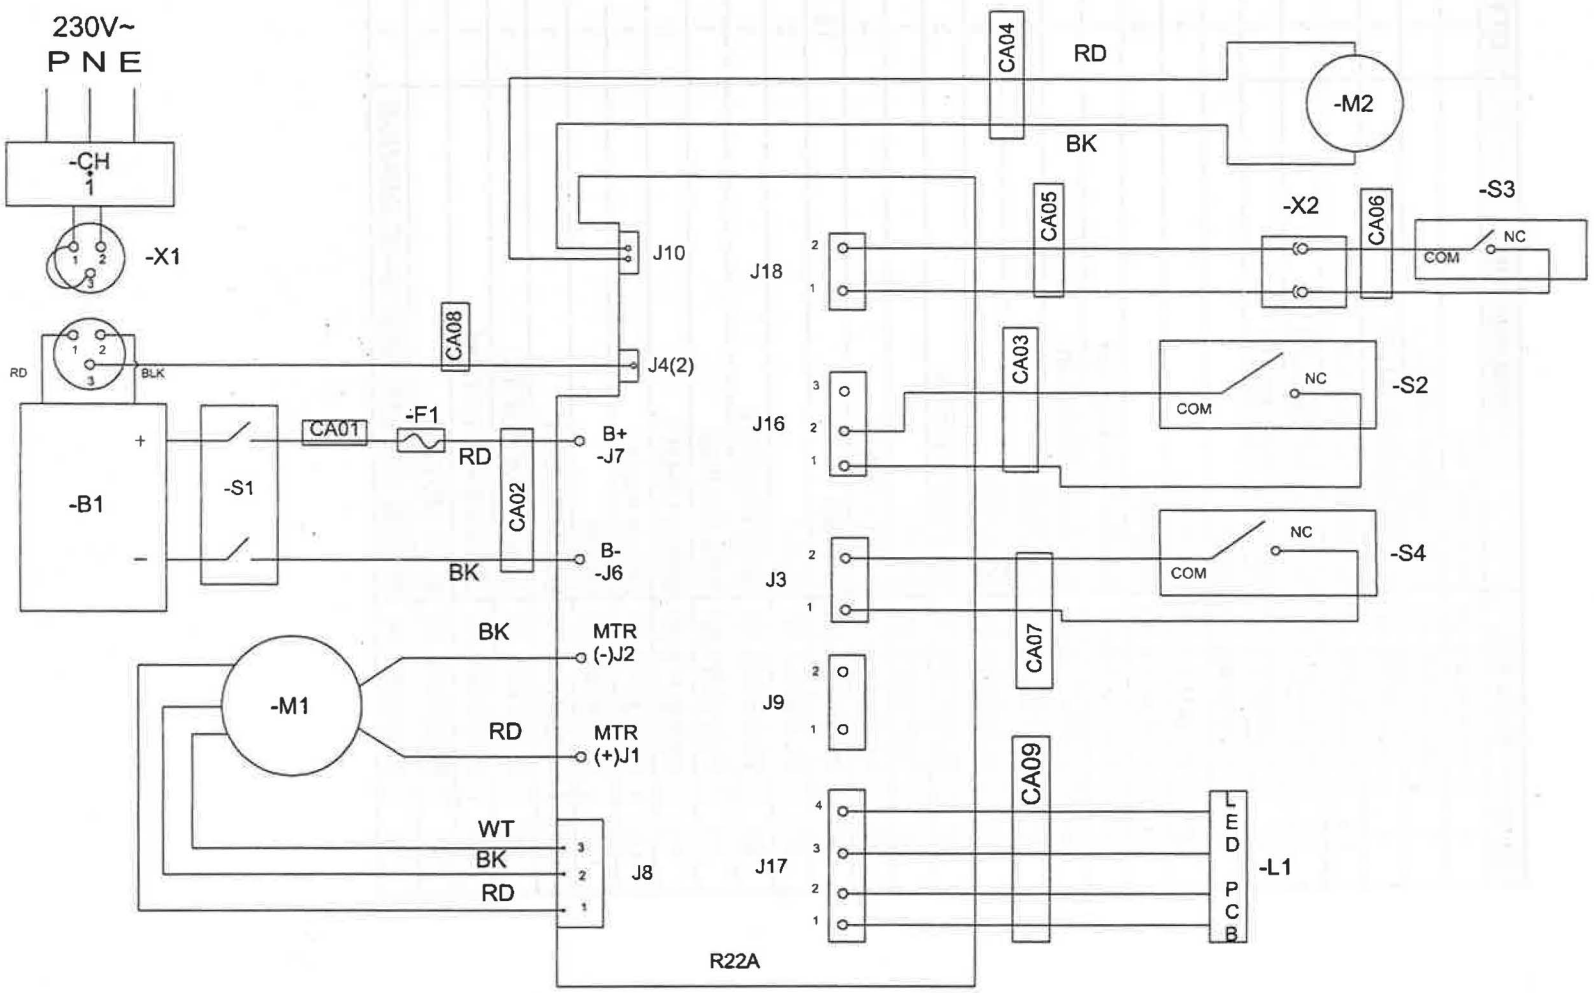 230V~
P N E
-CH
1
1 2
3
-X1
1 2
3
RD
BLK
CA08
+
-B1
-
-S1
CA01
-F1
RD
CA02
BK
B+
-J7
B-
-J6
BK
MTR
(-)J2
-M1
RD
MTR
(+)J1
WT
BK
RD
3
2
1
J8
R22A
CA04
RD
BK
-M2
J10
J4(2)
J18
2
1
CA05
-X2
CA06
-S3
COM
NC
J16
3
2
1
CA03
COM
NC
-S2
J3
2
1
CA07
COM
NC
-S4
J9
2
1
J17
4
3
2
1
CA09
LED PCB
-L1